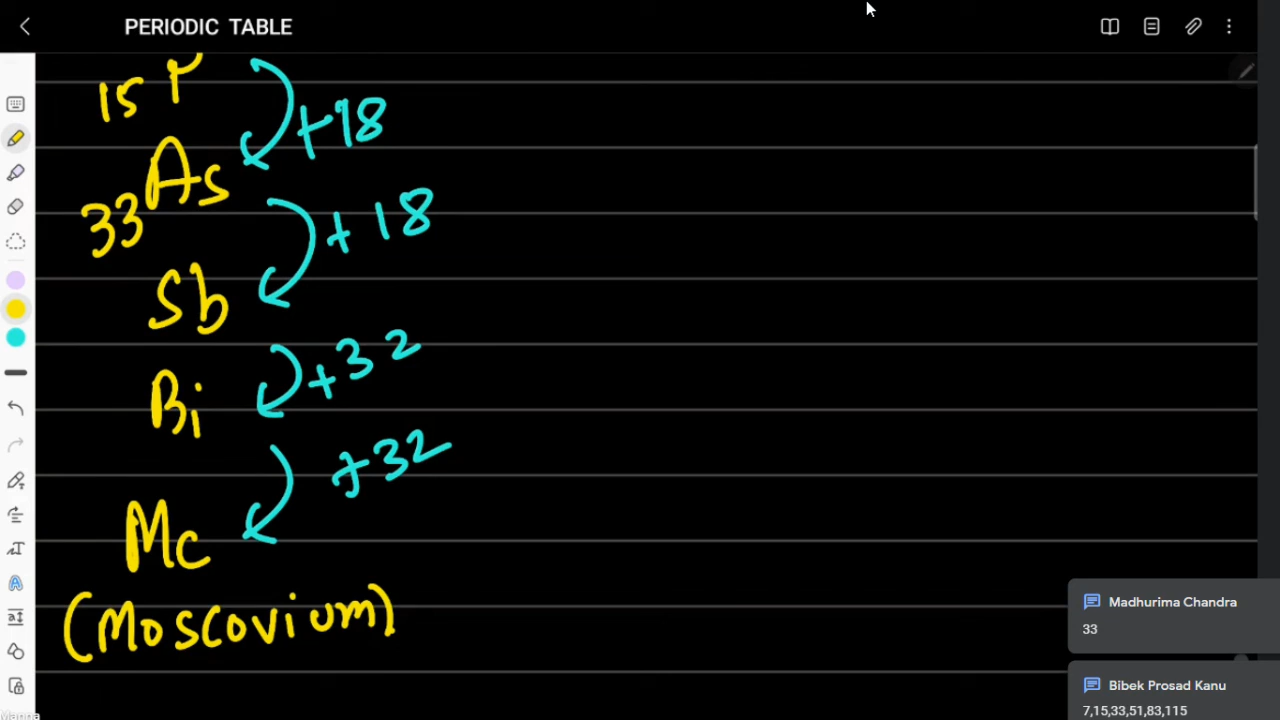 PERIODIC TABLE
15 P
+18
33 As
+18
Sb
+32
Bi
+32
Mc
(Moscovium)
Madhurima Chandra
33
Bibek Prosad Kanu
7,15,33,51,83,115